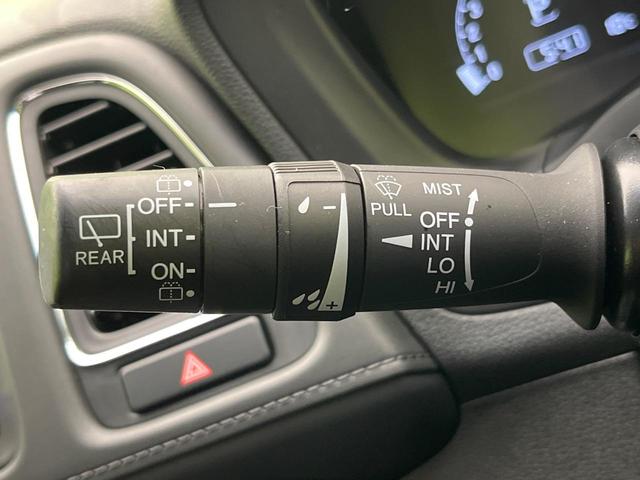 REAR
OFF
INT
ON
−
+
PULL
MIST
OFF
INT
LO
HI